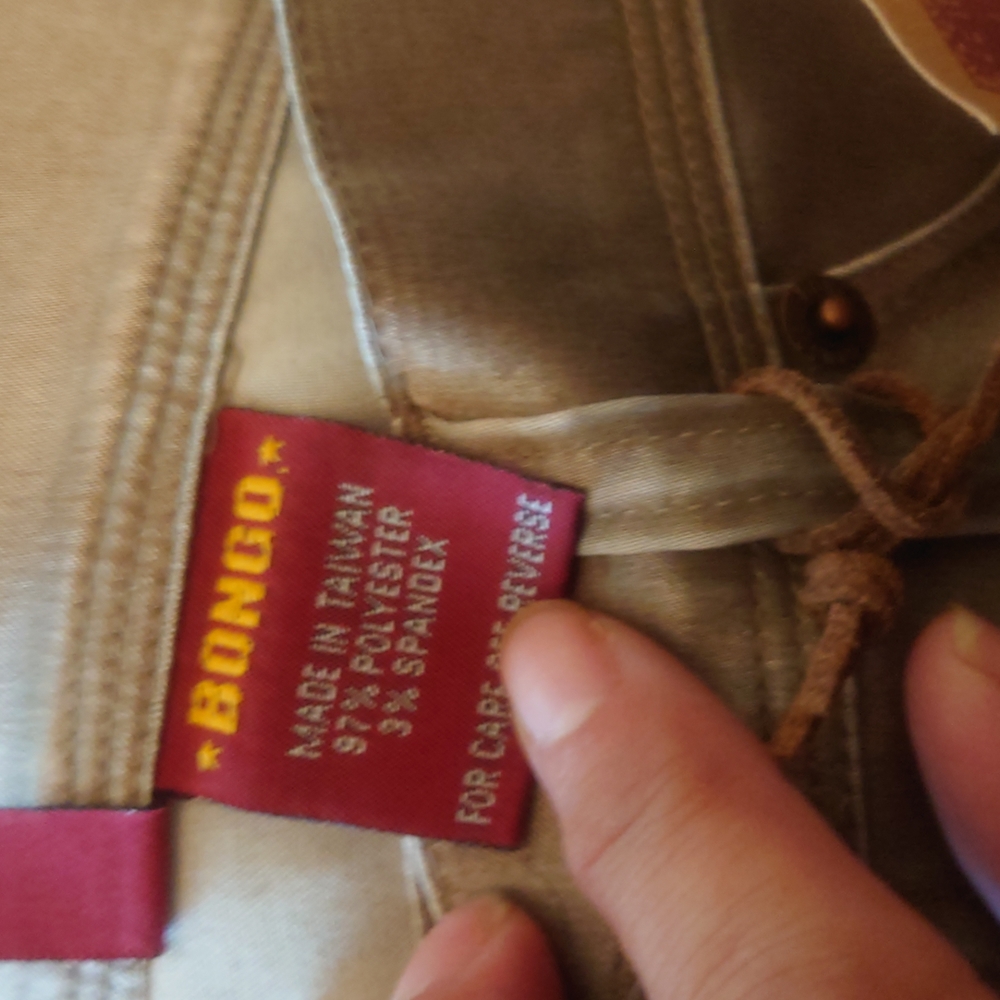 BONGO.
MADE IN TAIWAN
97% POLYESTER
3% SPANDEX
FOR CARE SEE REVERSE